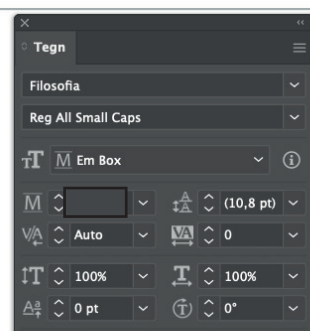 Tegn
Filosofia
Reg All Small Caps
Em Box
(10,8 pt)
Auto 0
100% 100%
0 pt 0°